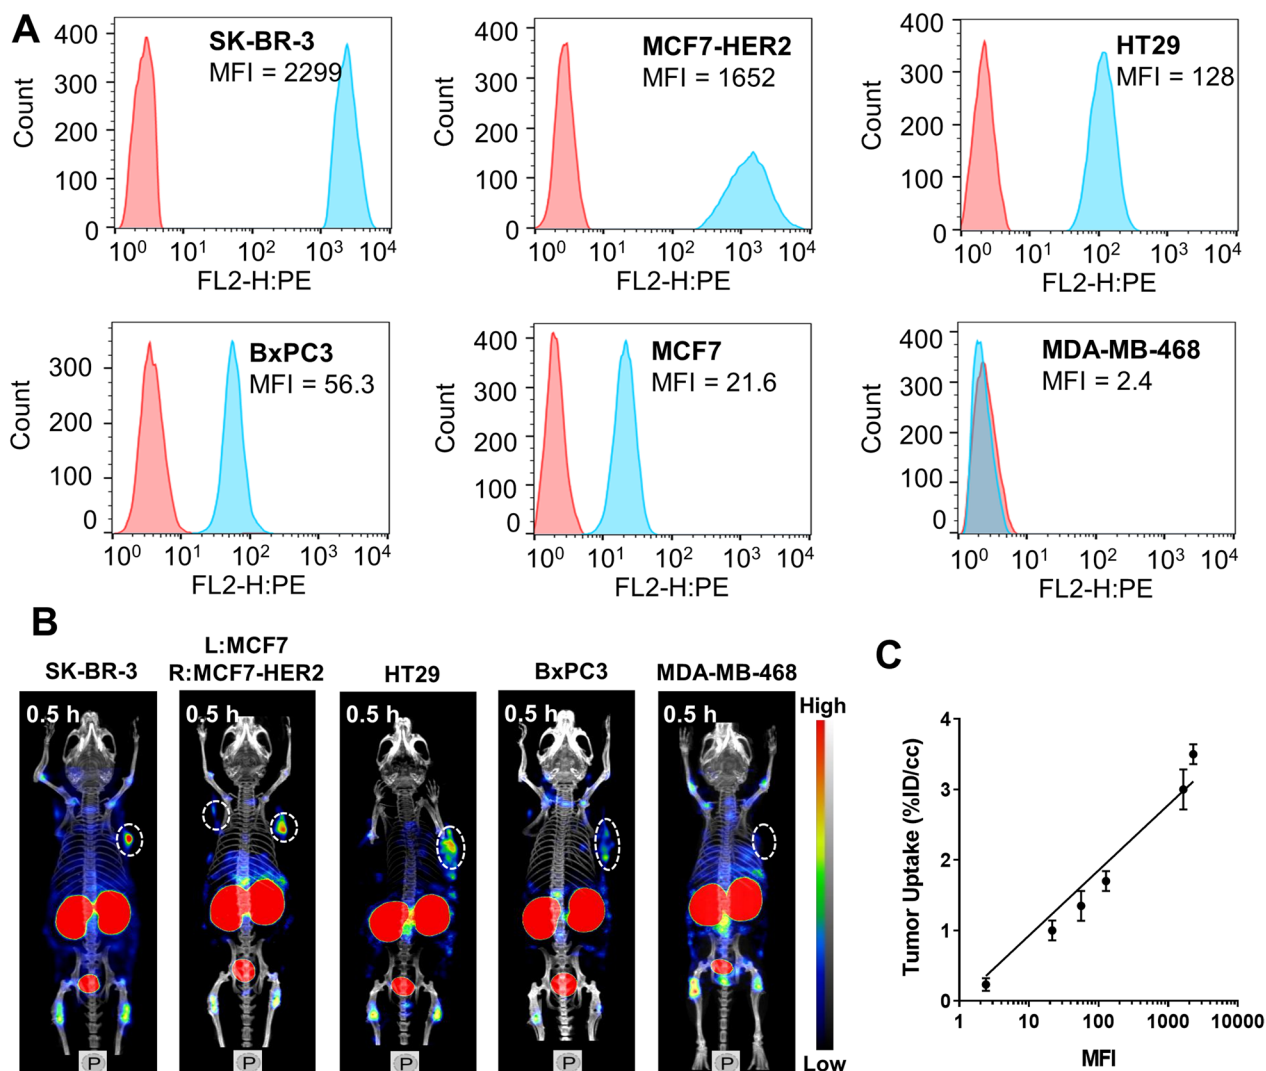 A
SK-BR-3
MFI = 2299
400
300
200
100
0
Count
10⁰ 10¹ 10² 10³ 10⁴
FL2-H:PE
MCF7-HER2
MFI = 1652
400
300
200
100
0
Count
10⁰ 10¹ 10² 10³ 10⁴
FL2-H:PE
HT29
MFI = 128
400
300
200
100
0
Count
10⁰ 10¹ 10² 10³ 10⁴
FL2-H:PE
BxPC3
MFI = 56.3
300
200
100
0
Count
10⁰ 10¹ 10² 10³ 10⁴
FL2-H:PE
MCF7
MFI = 21.6
400
300
200
100
0
Count
10⁰ 10¹ 10² 10³ 10⁴
FL2-H:PE
MDA-MB-468
MFI = 2.4
400
300
200
100
0
Count
10⁰ 10¹ 10² 10³ 10⁴
FL2-H:PE
B
SK-BR-3
0.5 h
P
L:MCF7
R:MCF7-HER2
0.5 h
P
HT29
0.5 h
P
BxPC3
0.5 h
P
MDA-MB-468
0.5 h
P
High
Low
C
4
3
2
1
0
Tumor Uptake (%ID/cc)
1 10 100 1000 10000
MFI